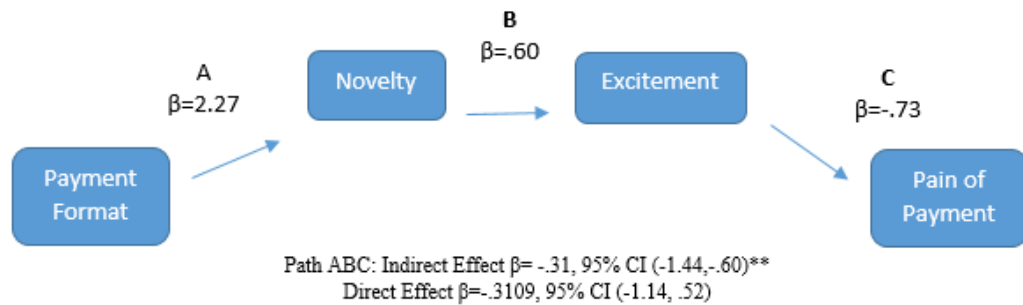 A
β=2.27
B
β=.60
C
β=-.73
Payment
Format
Novelty
Excitement
Pain of
Payment
Path ABC: Indirect Effect β= -.31, 95% CI (-1.44,-.60)**
Direct Effect β=-.3109, 95% CI (-1.14, .52)